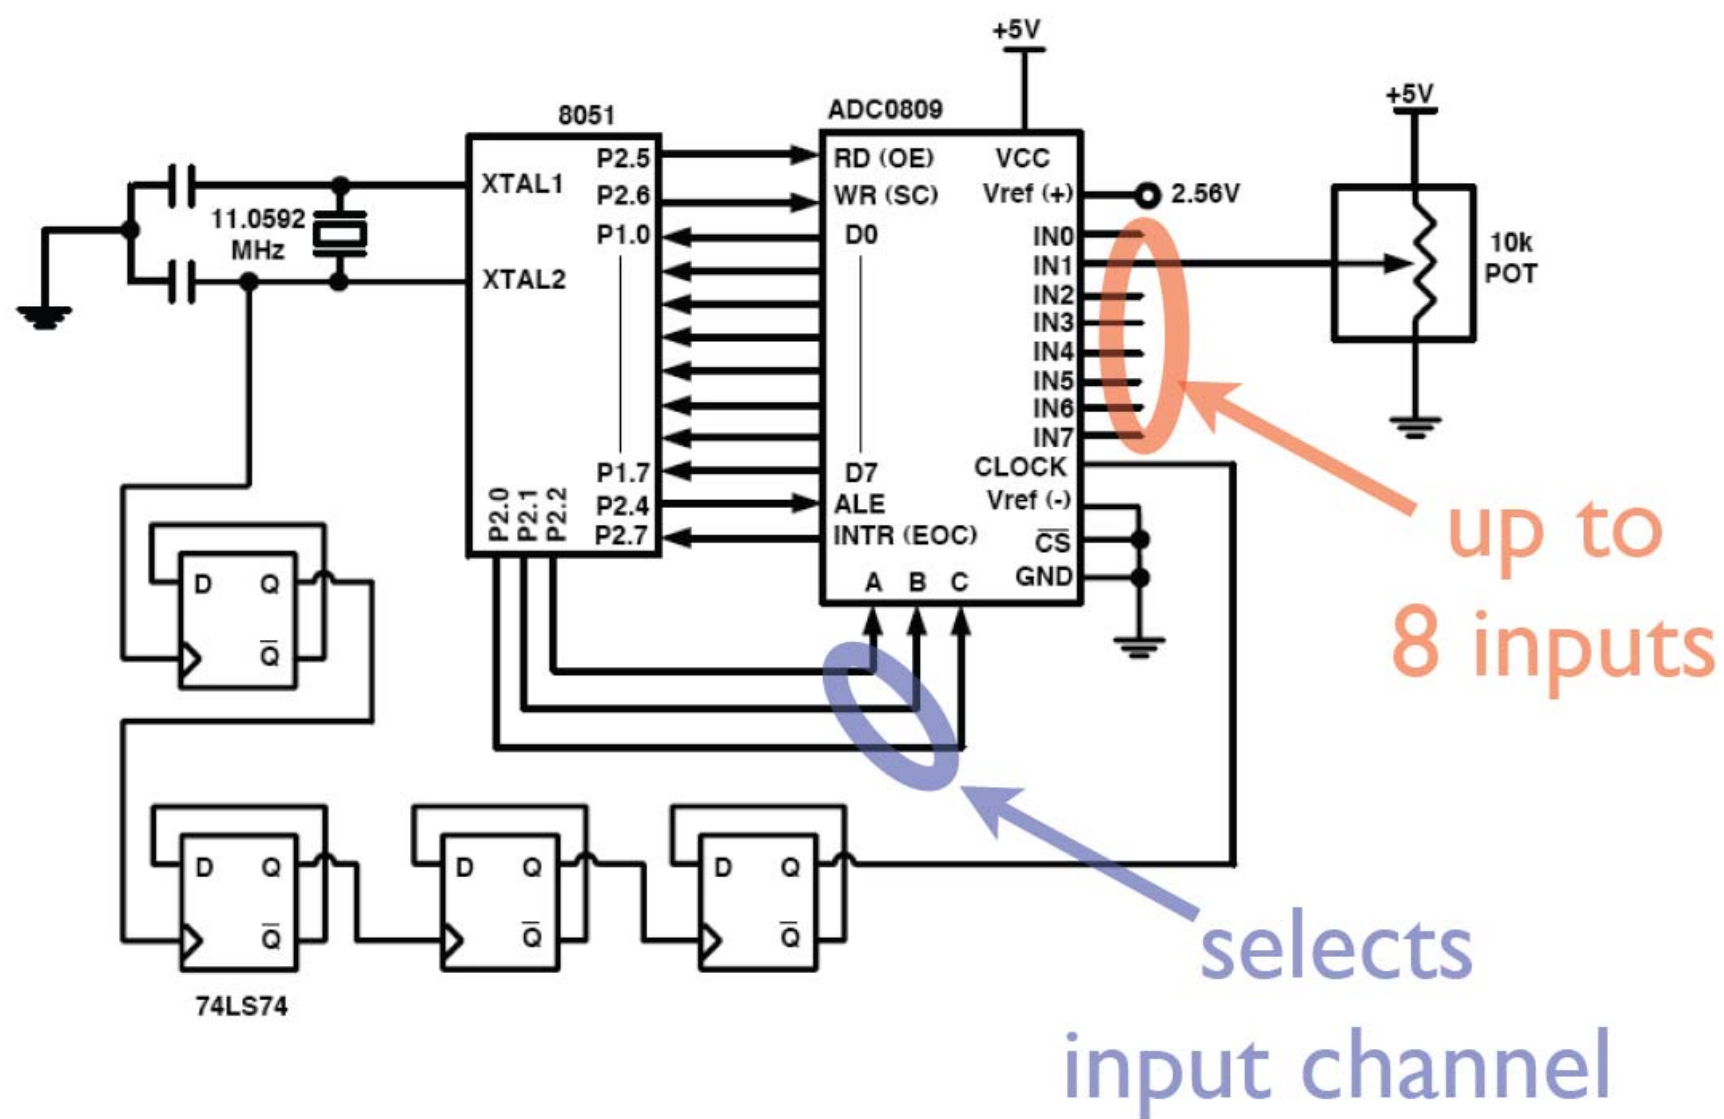 +5V
+5V
8051
ADC0809
XTAL1
XTAL2
11.0592
MHz
P2.5
P2.6
P1.0
P1.7
P2.4
P2.7
P2.0
P2.1
P2.2
RD (OE)
WR (SC)
D0
D7
ALE
INTR (EOC)
A B C
VCC
Vref (+)
2.56V
IN0
IN1
IN2
IN3
IN4
IN5
IN6
IN7
CLOCK
Vref (-)
C̅S̅
GND
10k
POT
up to
8 inputs
D Q
Q̅
D Q
Q̅
D Q
Q̅
D Q
Q̅
74LS74
selects
input channel